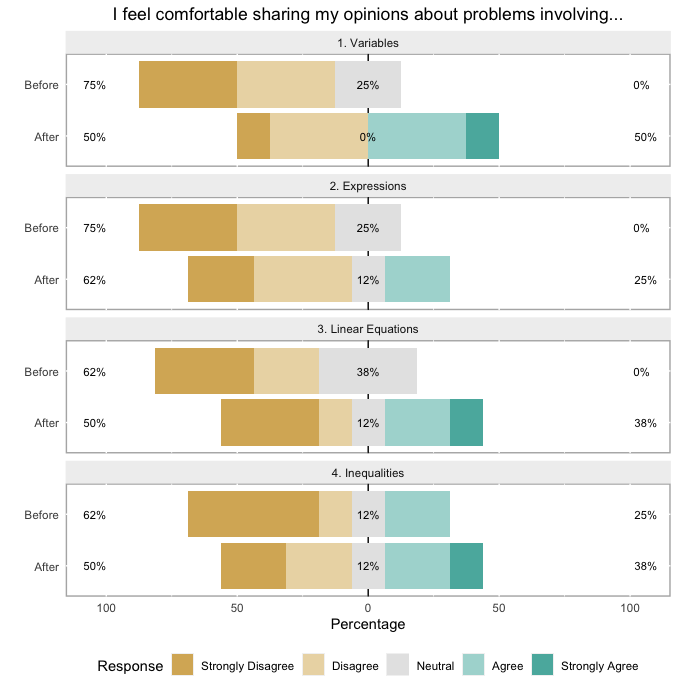 I feel comfortable sharing my opinions about problems involving...
1. Variables
Before 75% 25% 0%
After 50% 0% 50%
2. Expressions
Before 75% 25% 0%
After 62% 12% 25%
3. Linear Equations
Before 62% 38% 0%
After 50% 12% 38%
4. Inequalities
Before 62% 12% 25%
After 50% 12% 38%
100 50 0 50 100
Percentage
Response Strongly Disagree Disagree Neutral Agree Strongly Agree